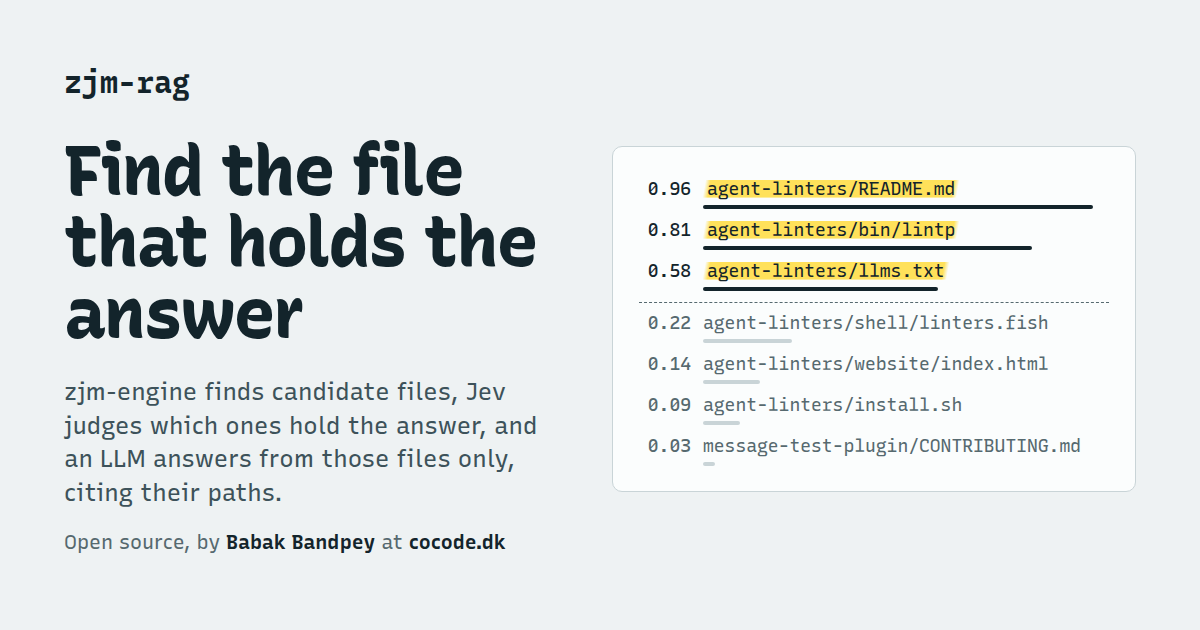 zjm-rag
Find the file
that holds the
answer
zjm-engine finds candidate files, Jev
judges which ones hold the answer, and
an LLM answers from those files only,
citing their paths.
Open source, by Babak Bandpey at cocode.dk
0.96 agent-linters/README.md
0.81 agent-linters/bin/lintp
0.58 agent-linters/llms.txt
0.22 agent-linters/shell/linters.fish
0.14 agent-linters/website/index.html
0.09 agent-linters/install.sh
0.03 message-test-plugin/CONTRIBUTING.md